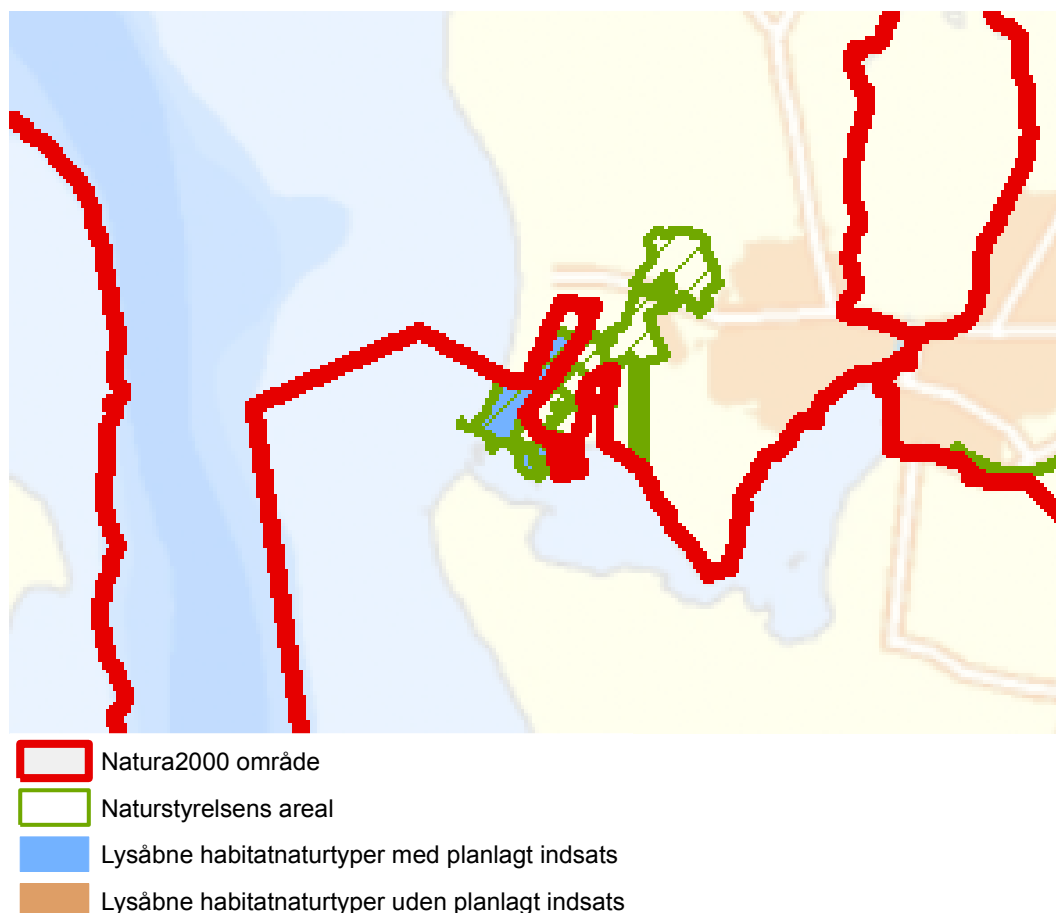 Natura2000 område
Naturstyrelsens areal
Lysåbne habitatnaturtyper med planlagt indsats
Lysåbne habitatnaturtyper uden planlagt indsats